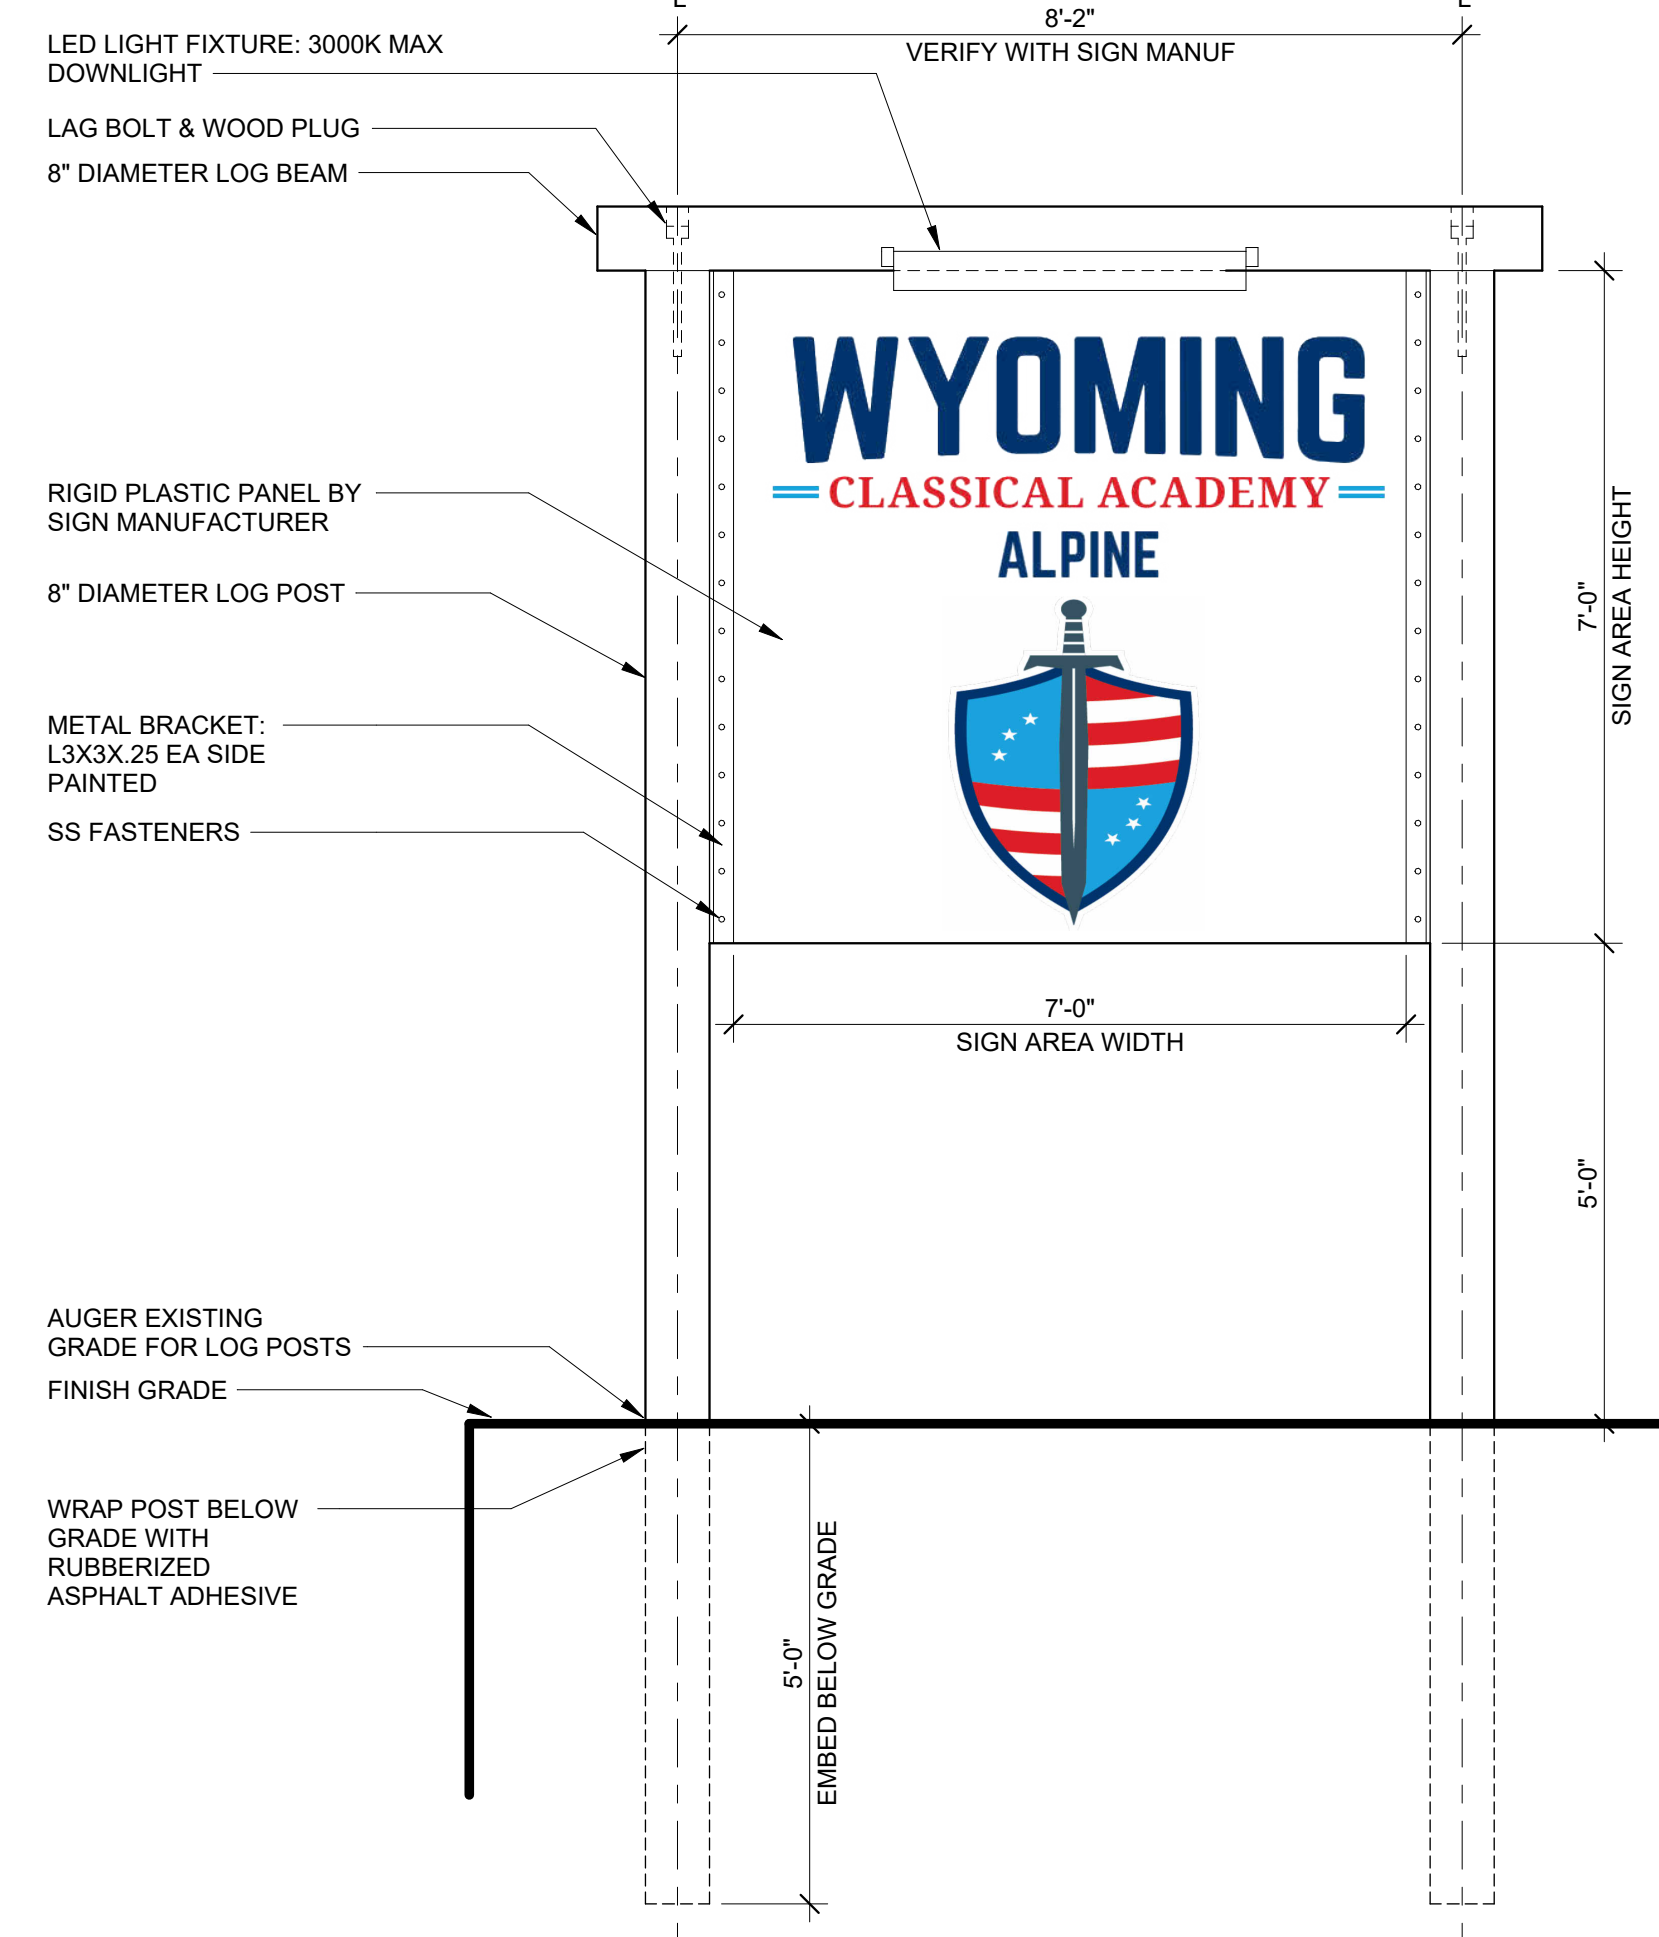 L
L
8'-2"
VERIFY WITH SIGN MANUF
LED LIGHT FIXTURE: 3000K MAX
DOWNLIGHT
LAG BOLT & WOOD PLUG
8" DIAMETER LOG BEAM
WYOMING
CLASSICAL ACADEMY
ALPINE
RIGID PLASTIC PANEL BY
SIGN MANUFACTURER
8" DIAMETER LOG POST
METAL BRACKET:
L3X3X.25 EA SIDE
PAINTED
SS FASTENERS
7'-0"
SIGN AREA HEIGHT
7'-0"
SIGN AREA WIDTH
5'-0"
AUGER EXISTING
GRADE FOR LOG POSTS
FINISH GRADE
WRAP POST BELOW
GRADE WITH
RUBBERIZED
ASPHALT ADHESIVE
5'-0"
EMBED BELOW GRADE